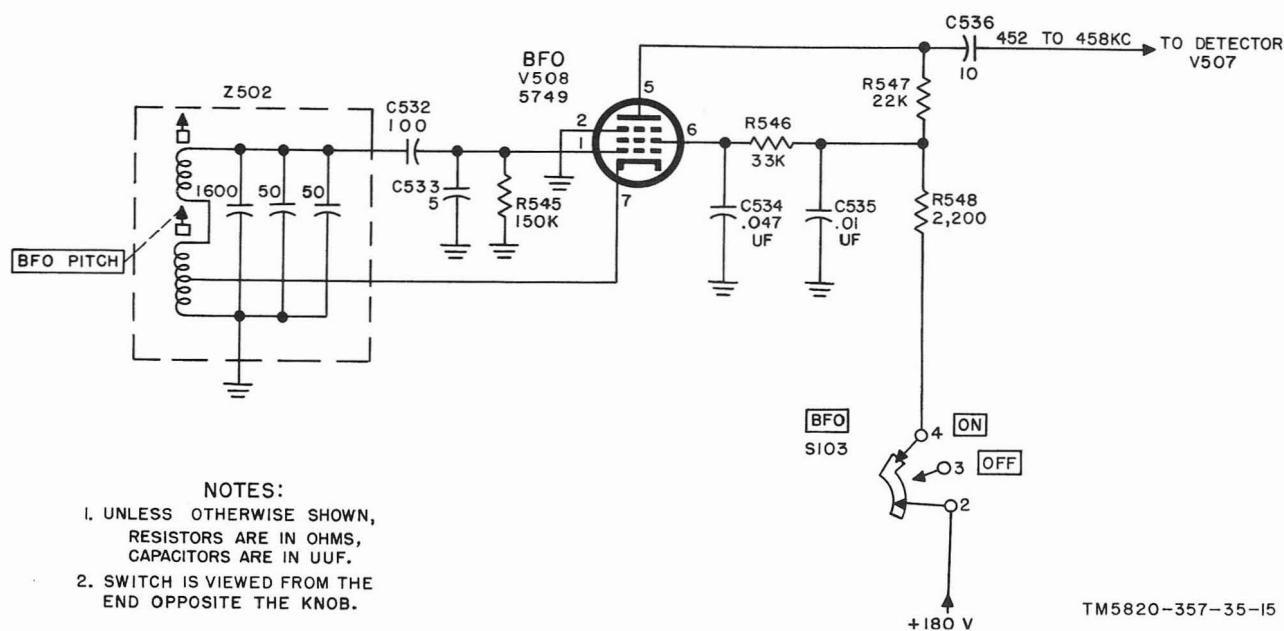 C536
452 TO 458KC
TO DETECTOR
V507
10
BFO
V508
5749
5
R547
22K
Z502
C532
100
2
1
6
R546
33K
7
1600
50
50
C533
5
R545
150K
C534
.047
UF
C535
.01
UF
R548
2,200
BFO PITCH
BFO
S103
4
ON
3
OFF
2
+180 V
NOTES:
1. UNLESS OTHERWISE SHOWN,
RESISTORS ARE IN OHMS,
CAPACITORS ARE IN UUF.
2. SWITCH IS VIEWED FROM THE
END OPPOSITE THE KNOB.
TM5820-357-35-15